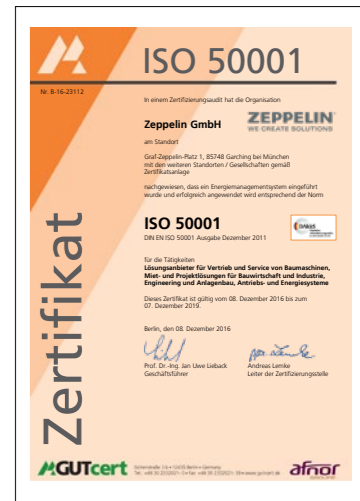 ISO 50001
Nr. 8-16-23112
In einem Zertifizierungsaudit hat die Organisation
Zeppelin GmbH
ZEPPELIN
WE CREATE SOLUTIONS
am Standort
Graf-Zeppelin-Platz 1, 85748 Garching bei München
mit den weiteren Standorten / Gesellschaften gemäß
Zertifikatsanlage
nachgewiesen, dass ein Energiemanagementsystem eingeführt
wurde und erfolgreich angewendet wird entsprechend der Norm
ISO 50001
DIN EN ISO 50001 Ausgabe Dezember 2011
DAkkS
für die Tätigkeiten
Lösungsanbieter für Vertrieb und Service von Baumaschinen,
Miet- und Projektlösungen für Bauwirtschaft und Industrie,
Engineering und Anlagenbau, Antriebs- und Energiesysteme
Dieses Zertifikat ist gültig vom 08. Dezember 2016 bis zum
07. Dezember 2019.
Berlin, den 08. Dezember 2016
Prof. Dr.-Ing. Jan Uwe Lieback
Geschäftsführer
Andreas Lemke
Leiter der Zertifizierungsstelle
Zertifikat
GUTcert
afnor